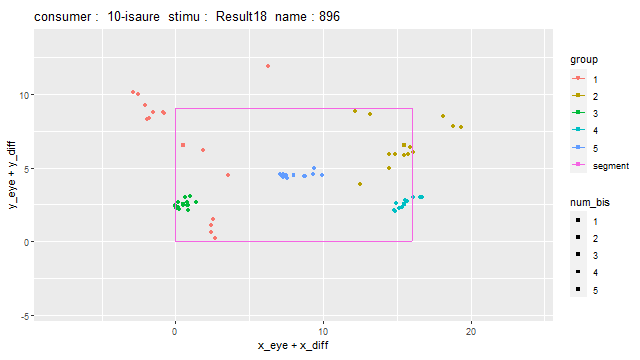 consumer :  10-isaure  stimu :  Result18  name : 896
y_eye + y_diff
10
5
0
-5
0
10
20
x_eye + x_diff
group
1
2
3
4
5
segment
num_bis
1
2
3
4
5